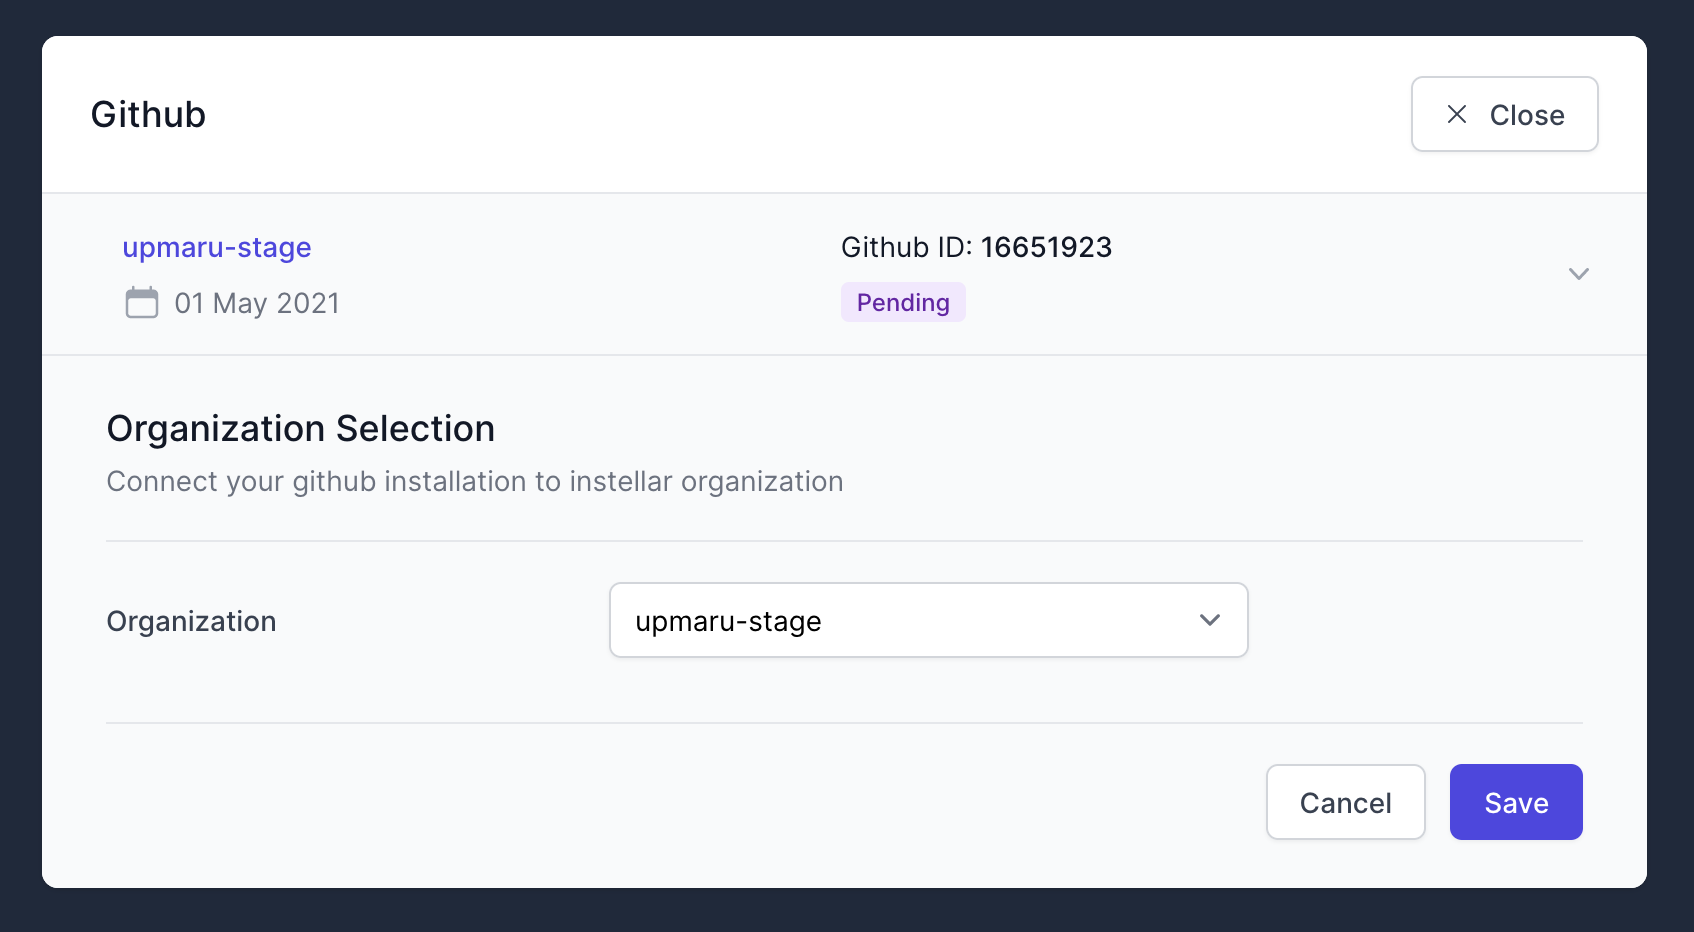 Github
Close
upmaru-stage
Github ID: 16651923
01 May 2021
Pending
Organization Selection
Connect your github installation to instellar organization
Organization
upmaru-stage
Cancel
Save